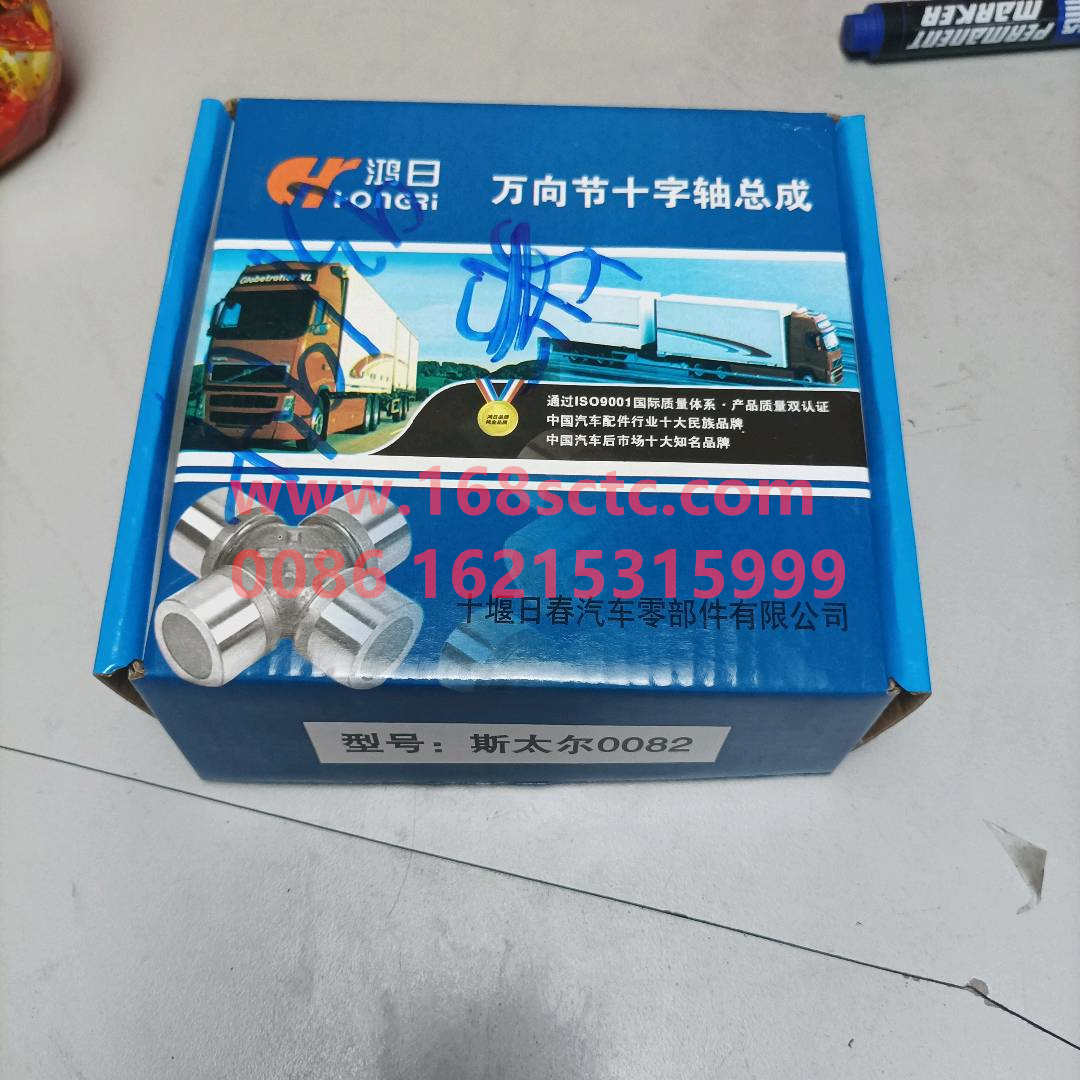 PERMANENT
MARKER
鸿日
HONGRI
万向节十字轴总成
Globetrotter XL
通过ISO9001国际质量体系·产品质量双认证
中国汽车配件行业十大民族品牌
中国汽车后市场十大知名品牌
www.168sctc.com
0086 16215315999
十堰日春汽车零部件有限公司
型号：斯太尔0082